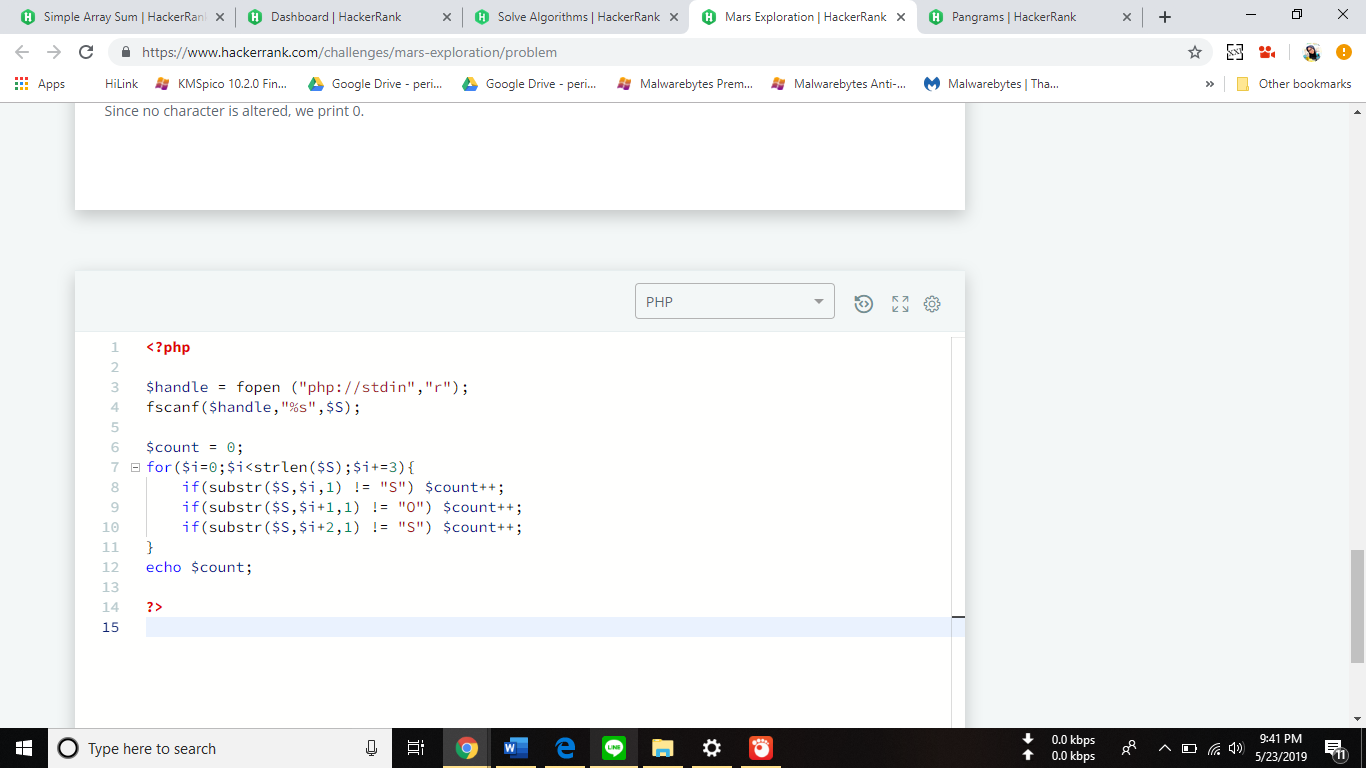 Simple Array Sum | HackerRan
Dashboard | HackerRank
Solve Algorithms | HackerRank
Mars Exploration | HackerRank
Pangrams | HackerRank
https://www.hackerrank.com/challenges/mars-exploration/problem
Apps HiLink KMSpico 10.2.0 Fin... Google Drive - peri... Google Drive - peri... Malwarebytes Prem... Malwarebytes Anti-... Malwarebytes | Tha... » Other bookmarks
Since no character is altered, we print 0.
PHP
1 <?php
2
3 $handle = fopen ("php://stdin","r");
4 fscanf($handle,"%s",$S);
5
6 $count = 0;
7 for($i=0;$i<strlen($S);$i+=3){
8 if(substr($S,$i,1) != "S") $count++;
9 if(substr($S,$i+1,1) != "O") $count++;
10 if(substr($S,$i+2,1) != "S") $count++;
11 }
12 echo $count;
13
14 ?>
15
Type here to search
LINE
0.0 kbps
0.0 kbps
9:41 PM
5/23/2019
11